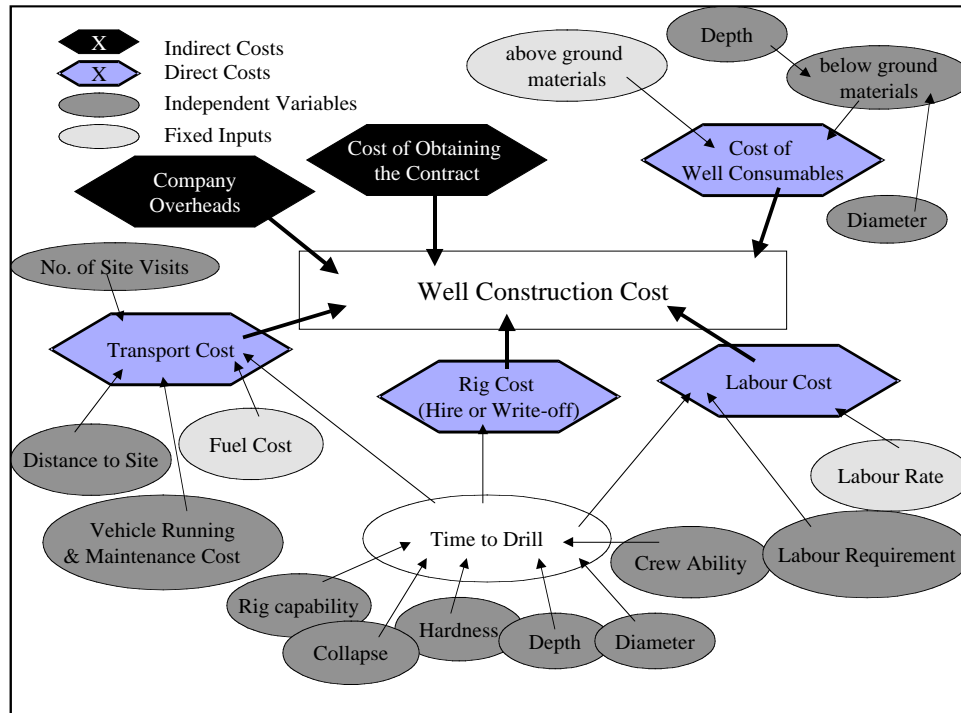 X
Indirect Costs
X
Direct Costs
Independent Variables
Fixed Inputs
above ground
materials
Depth
below ground
materials
Company
Overheads
Cost of Obtaining
the Contract
Cost of
Well Consumables
Diameter
No. of Site Visits
Well Construction Cost
Transport Cost
Rig Cost
(Hire or Write-off)
Labour Cost
Distance to Site
Fuel Cost
Labour Rate
Vehicle Running
& Maintenance Cost
Time to Drill
Crew Ability
Labour Requirement
Rig capability
Collapse
Hardness
Depth
Diameter